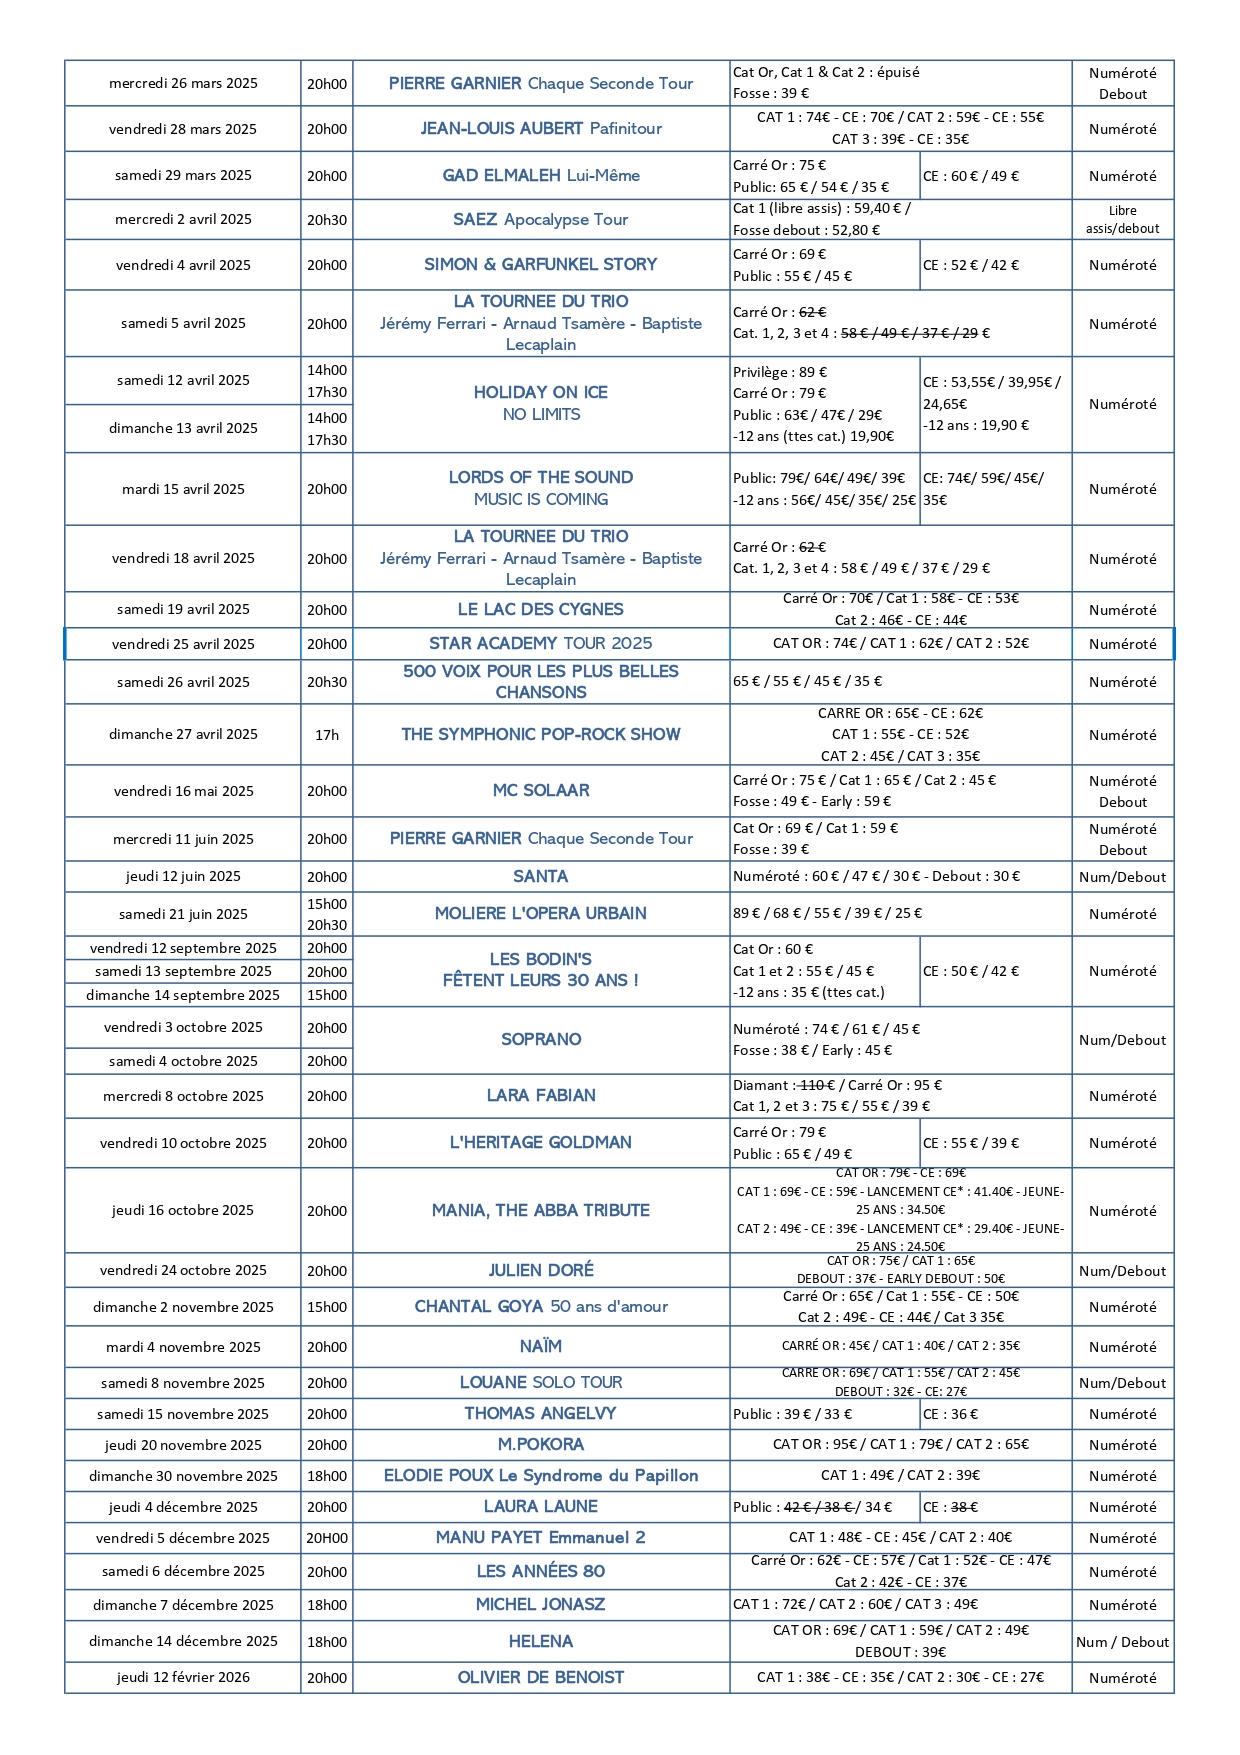 mercredi 26 mars 2025 20h00 PIERRE GARNIER Chaque Seconde Tour Cat Or, Cat 1 & Cat 2 : épuisé
Fosse : 39 € Numéroté
Debout
vendredi 28 mars 2025 20h00 JEAN-LOUIS AUBERT Pafinitour CAT 1 : 74€ - CE : 70€ / CAT 2 : 59€ - CE : 55€
CAT 3 : 39€ - CE : 35€ Numéroté
samedi 29 mars 2025 20h00 GAD ELMALEH Lui-Même Carré Or : 75 €
Public: 65 € / 54 € / 35 € CE : 60 € / 49 € Numéroté
mercredi 2 avril 2025 20h30 SAEZ Apocalypse Tour Cat 1 (libre assis) : 59,40 € /
Fosse debout : 52,80 € Libre
assis/debout
vendredi 4 avril 2025 20h00 SIMON & GARFUNKEL STORY Carré Or : 69 €
Public : 55 € / 45 € CE : 52 € / 42 € Numéroté
samedi 5 avril 2025 20h00 LA TOURNEE DU TRIO
Jérémy Ferrari - Arnaud Tsamère - Baptiste
Lecaplain
Carré Or : 62 €
Cat. 1, 2, 3 et 4 : 58 € / 49 € / 37 € / 29 € Numéroté
samedi 12 avril 2025 14h00
17h30
dimanche 13 avril 2025 14h00
17h30
HOLIDAY ON ICE
NO LIMITS
Privilège : 89 €
Carré Or : 79 €
Public : 63€ / 47€ / 29€
-12 ans (ttes cat.) 19,90€
CE : 53,55€ / 39,95€ /
24,65€
-12 ans : 19,90 €
Numéroté
mardi 15 avril 2025 20h00 LORDS OF THE SOUND
MUSIC IS COMING
Public: 79€/ 64€/ 49€/ 39€
-12 ans : 56€/ 45€/ 35€/ 25€
CE: 74€/ 59€/ 45€/
35€
Numéroté
vendredi 18 avril 2025 20h00 LA TOURNEE DU TRIO
Jérémy Ferrari - Arnaud Tsamère - Baptiste
Lecaplain
Carré Or : 62 €
Cat. 1, 2, 3 et 4 : 58 € / 49 € / 37 € / 29 € Numéroté
samedi 19 avril 2025 20h00 LE LAC DES CYGNES Carré Or : 70€ / Cat 1 : 58€ - CE : 53€
Cat 2 : 46€ - CE : 44€ Numéroté
vendredi 25 avril 2025 20h00 STAR ACADEMY TOUR 2025 CAT OR : 74€ / CAT 1 : 62€ / CAT 2 : 52€ Numéroté
samedi 26 avril 2025 20h30 500 VOIX POUR LES PLUS BELLES
CHANSONS 65 € / 55 € / 45 € / 35 € Numéroté
dimanche 27 avril 2025 17h THE SYMPHONIC POP-ROCK SHOW CARRE OR : 65€ - CE : 62€
CAT 1 : 55€ - CE : 52€
CAT 2 : 45€ / CAT 3 : 35€ Numéroté
vendredi 16 mai 2025 20h00 MC SOLAAR Carré Or : 75 € / Cat 1 : 65 € / Cat 2 : 45 €
Fosse : 49 € - Early : 59 € Numéroté
Debout
mercredi 11 juin 2025 20h00 PIERRE GARNIER Chaque Seconde Tour Cat Or : 69 € / Cat 1 : 59 €
Fosse : 39 € Numéroté
Debout
jeudi 12 juin 2025 20h00 SANTA Numéroté : 60 € / 47 € / 30 € - Debout : 30 € Num/Debout
samedi 21 juin 2025 15h00
20h30 MOLIERE L'OPERA URBAIN 89 € / 68 € / 55 € / 39 € / 25 € Numéroté
vendredi 12 septembre 2025 20h00
samedi 13 septembre 2025 20h00
dimanche 14 septembre 2025 15h00
LES BODIN'S
FÊTENT LEURS 30 ANS !
Cat Or : 60 €
Cat 1 et 2 : 55 € / 45 €
-12 ans : 35 € (ttes cat.)
CE : 50 € / 42 € Numéroté
vendredi 3 octobre 2025 20h00
samedi 4 octobre 2025 20h00
SOPRANO Numéroté : 74 € / 61 € / 45 €
Fosse : 38 € / Early : 45 € Num/Debout
mercredi 8 octobre 2025 20h00 LARA FABIAN Diamant : 110 € / Carré Or : 95 €
Cat 1, 2 et 3 : 75 € / 55 € / 39 € Numéroté
vendredi 10 octobre 2025 20h00 L'HERITAGE GOLDMAN Carré Or : 79 €
Public : 65 € / 49 € CE : 55 € / 39 € Numéroté
jeudi 16 octobre 2025 20h00 MANIA, THE ABBA TRIBUTE CAT OR : 79€ - CE : 69€
CAT 1 : 69€ - CE : 59€ - LANCEMENT CE* : 41.40€ - JEUNE-
25 ANS : 34.50€
CAT 2 : 49€ - CE : 39€ - LANCEMENT CE* : 29.40€ - JEUNE-
25 ANS : 24.50€ Numéroté
vendredi 24 octobre 2025 20h00 JULIEN DORÉ CAT OR : 75€ / CAT 1 : 65€
DEBOUT : 37€ - EARLY DEBOUT : 50€ Num/Debout
dimanche 2 novembre 2025 15h00 CHANTAL GOYA 50 ans d'amour Carré Or : 65€ / Cat 1 : 55€ - CE : 50€
Cat 2 : 49€ - CE : 44€ / Cat 3 35€ Numéroté
mardi 4 novembre 2025 20h00 NAÏM CARRÉ OR : 45€ / CAT 1 : 40€ / CAT 2 : 35€ Numéroté
samedi 8 novembre 2025 20h00 LOUANE SOLO TOUR CARRE OR : 69€ / CAT 1 : 55€ / CAT 2 : 45€
DEBOUT : 32€ - CE: 27€ Num/Debout
samedi 15 novembre 2025 20h00 THOMAS ANGELVY Public : 39 € / 33 € CE : 36 € Numéroté
jeudi 20 novembre 2025 20h00 M.POKORA CAT OR : 95€ / CAT 1 : 79€ / CAT 2 : 65€ Numéroté
dimanche 30 novembre 2025 18h00 ELODIE POUX Le Syndrome du Papillon CAT 1 : 49€ / CAT 2 : 39€ Numéroté
jeudi 4 décembre 2025 20h00 LAURA LAUNE Public : 42 € / 38 € / 34 € CE : 38 € Numéroté
vendredi 5 décembre 2025 20H00 MANU PAYET Emmanuel 2 CAT 1 : 48€ - CE : 45€ / CAT 2 : 40€ Numéroté
samedi 6 décembre 2025 20h00 LES ANNÉES 80 Carré Or : 62€ - CE : 57€ / Cat 1 : 52€ - CE : 47€
Cat 2 : 42€ - CE : 37€ Numéroté
dimanche 7 décembre 2025 18h00 MICHEL JONASZ CAT 1 : 72€ / CAT 2 : 60€ / CAT 3 : 49€ Numéroté
dimanche 14 décembre 2025 18h00 HELENA CAT OR : 69€ / CAT 1 : 59€ / CAT 2 : 49€
DEBOUT : 39€ Num / Debout
jeudi 12 février 2026 20h00 OLIVIER DE BENOIST CAT 1 : 38€ - CE : 35€ / CAT 2 : 30€ - CE : 27€ Numéroté